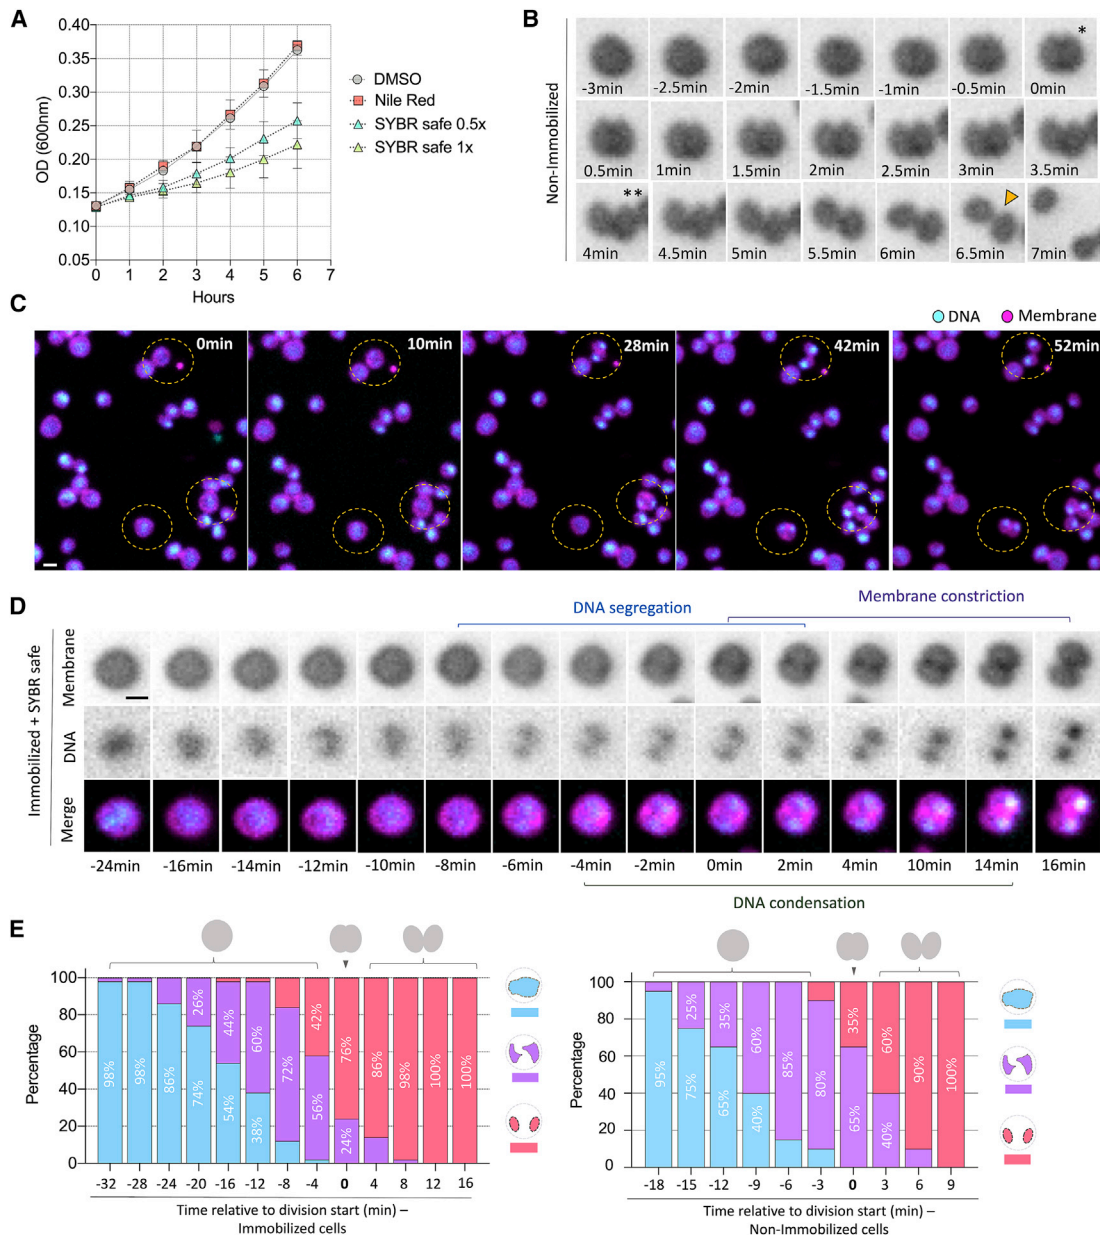 A
0.40
0.35
0.30
0.25
0.20
0.15
0.10
0.05
OD (600nm)
0 1 2 3 4 5 6 7
Hours
DMSO
Nile Red
SYBR safe 0.5x
SYBR safe 1x
B
Non-Immobilized
-3min -2.5min -2min -1.5min -1min -0.5min 0min
*
0.5min 1min 1.5min 2min 2.5min 3min 3.5min
**
4min 4.5min 5min 5.5min 6min 6.5min 7min
C
DNA Membrane
0min 10min 28min 42min 52min
D
DNA segregation
Membrane constriction
Immobilized + SYBR safe
Membrane
DNA
Merge
-24min -16min -14min -12min -10min -8min -6min -4min -2min 0min 2min 4min 10min 14min 16min
DNA condensation
E
100
80
60
40
20
0
Percentage
98% 98% 86% 74% 26% 54% 44% 38% 60% 72% 56% 42% 24% 76% 86% 98% 100% 100%
-32 -28 -24 -20 -16 -12 -8 -4 0 4 8 12 16
Time relative to division start (min) –
Immobilized cells
100
80
60
40
20
0
Percentage
95% 75% 25% 65% 35% 40% 60% 85% 80% 65% 35% 40% 60% 90% 100%
-18 -15 -12 -9 -6 -3 0 3 6 9
Time relative to division start (min) –
Non-Immobilized cells